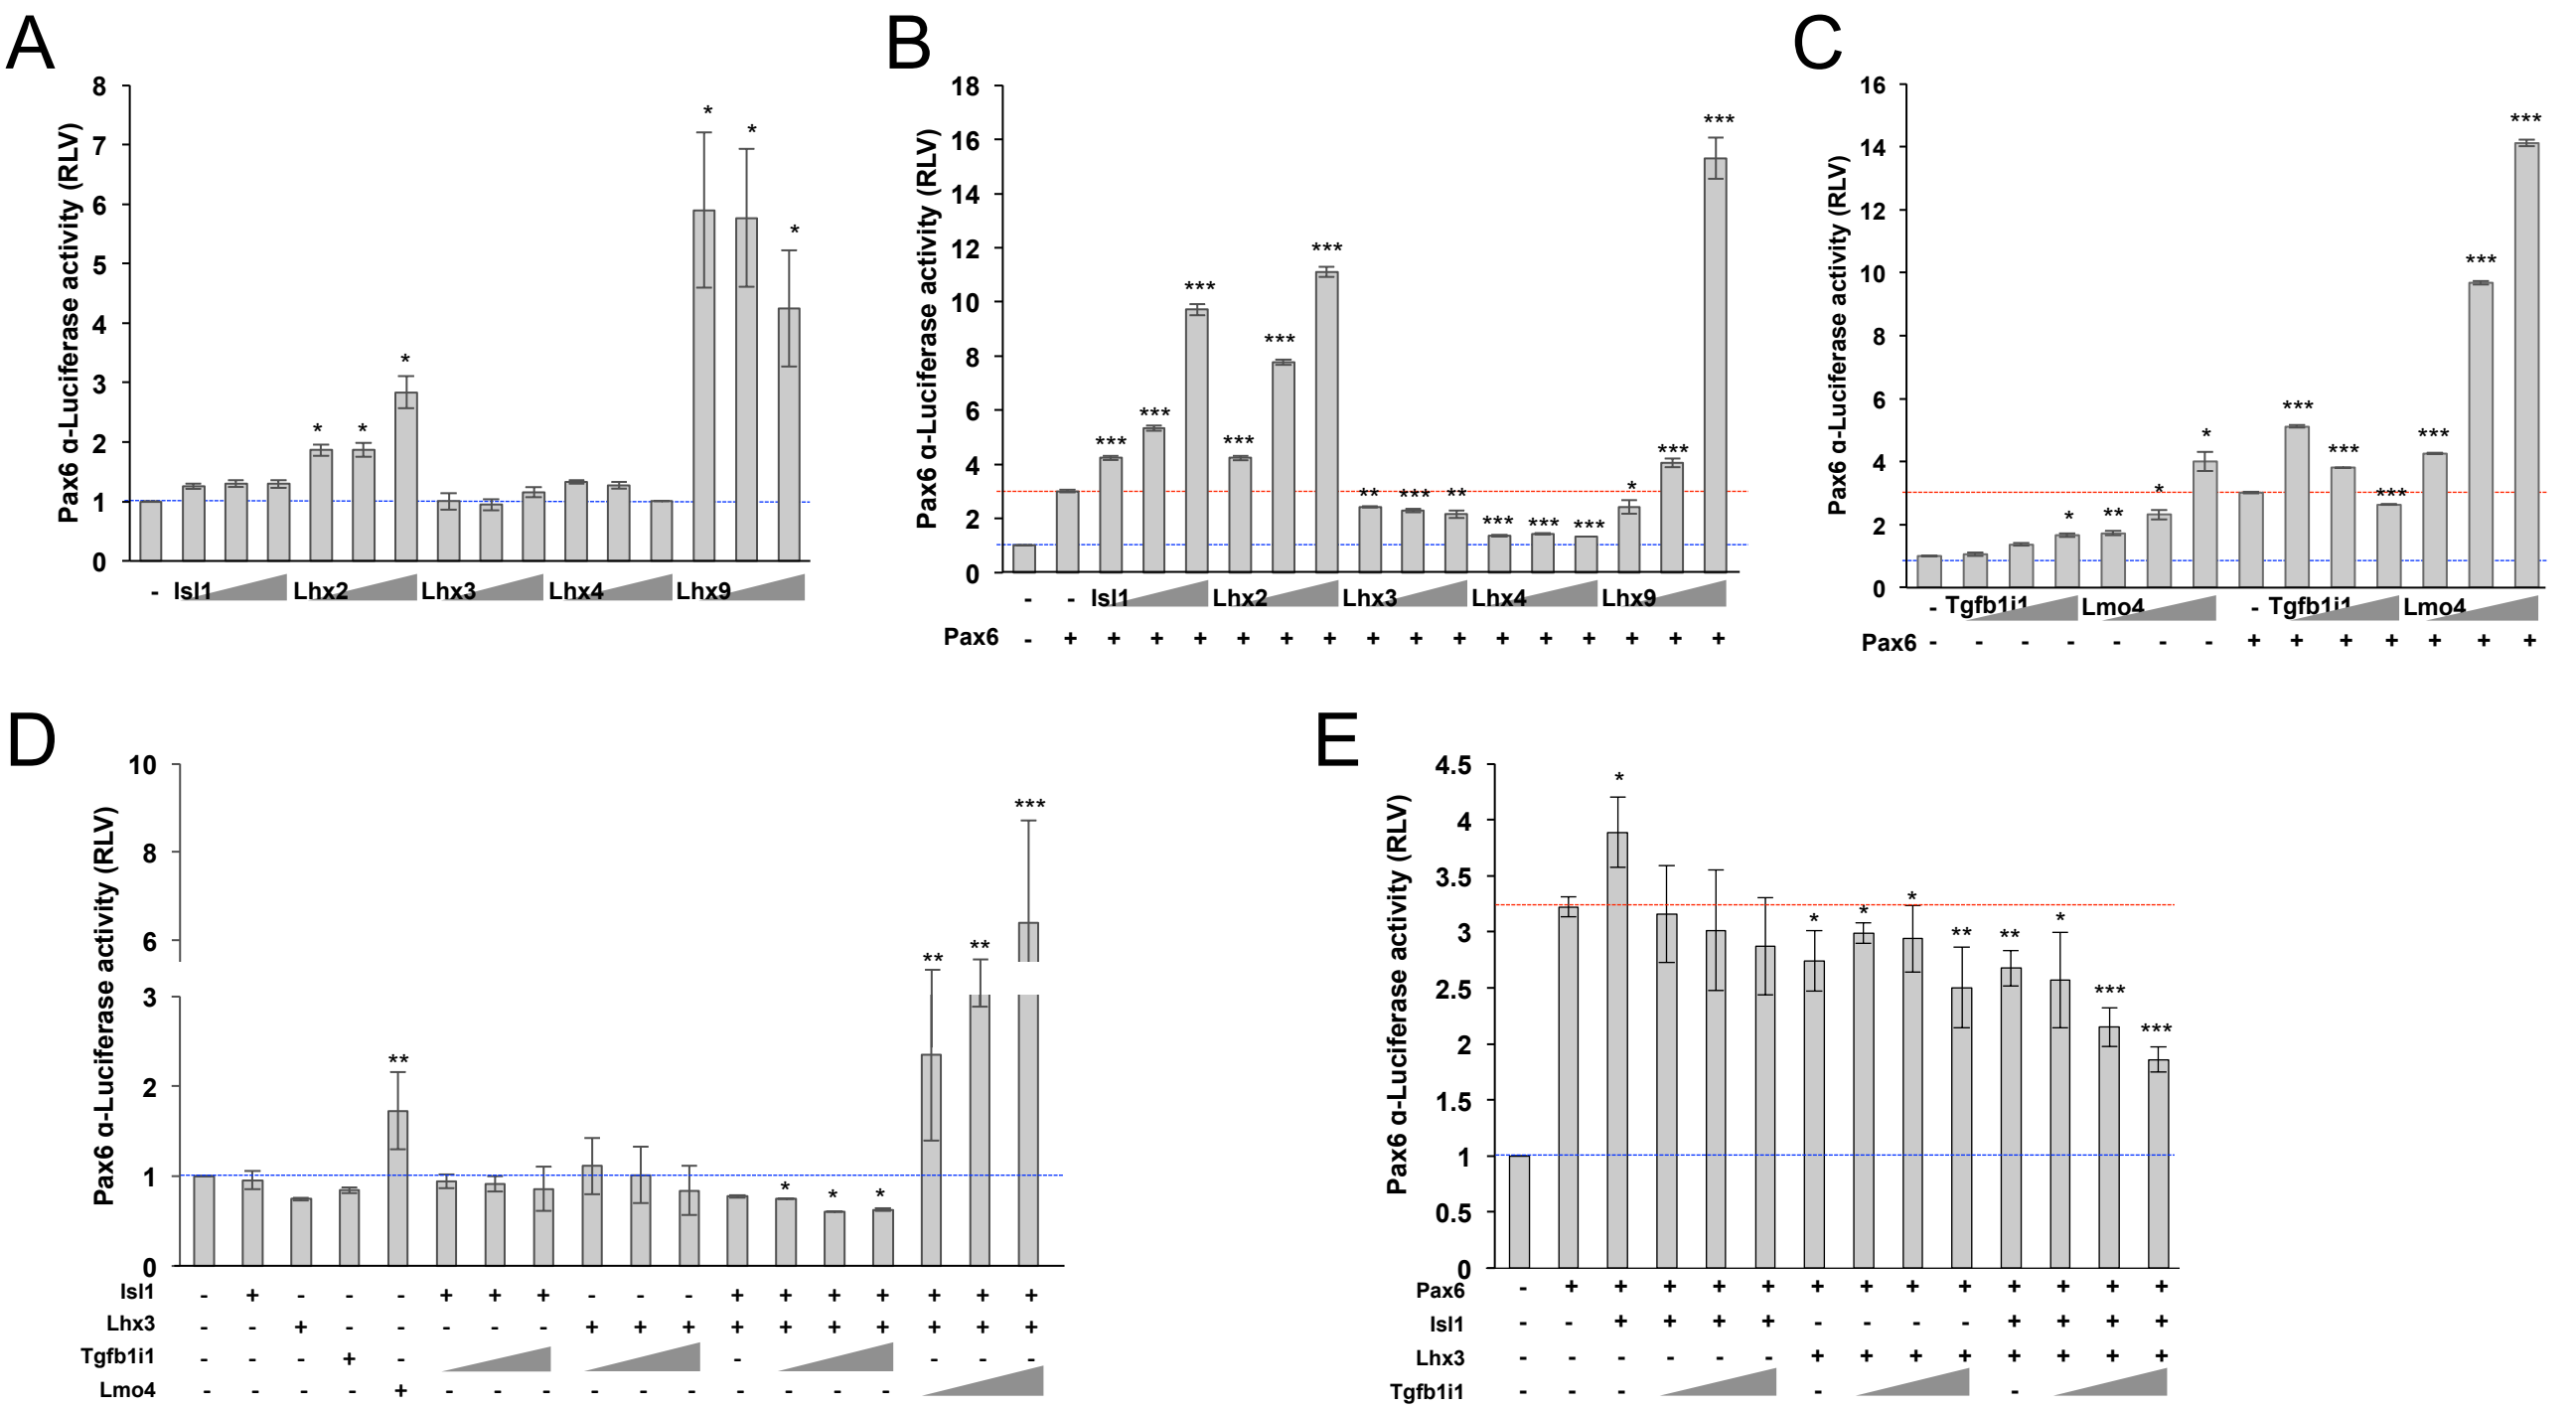 A
Pax6 α-Luciferase activity (RLV)
8
7
6
5
4
3
2
1
0
* * * * * *
- Isl1 Lhx2 Lhx3 Lhx4 Lhx9
B
Pax6 α-Luciferase activity (RLV)
18
16
14
12
10
8
6
4
2
0
*** *** *** *** *** *** ** *** ** *** *** *** * *** ***
- - Isl1 Lhx2 Lhx3 Lhx4 Lhx9
Pax6 - + + + + + + + + + + + + + + + +
C
Pax6 α-Luciferase activity (RLV)
16
14
12
10
8
6
4
2
0
* ** * * *** *** *** *** *** ***
- Tgfb1i1 Lmo4 - Tgfb1i1 Lmo4
Pax6 - - - - - - - + + + + + + +
D
Pax6 α-Luciferase activity (RLV)
10
8
6
3
2
1
0
** * * * ** ** ***
Isl1 - + - - - + + + - - - + + + + + + +
Lhx3 - - + - - - - - + + + + + + + + + +
Tgfb1i1 - - - + - - - - -
Lmo4 - - - - + - - - - - - - - - -
E
Pax6 α-Luciferase activity (RLV)
4.5
4
3.5
3
2.5
2
1.5
1
0.5
0
* * * * ** ** * *** ***
Pax6 - + + + + + + + + + + + + +
Isl1 - - + + + + - - - - + + + +
Lhx3 - - - - - - + + + + + + + +
Tgfb1i1 - - - - -